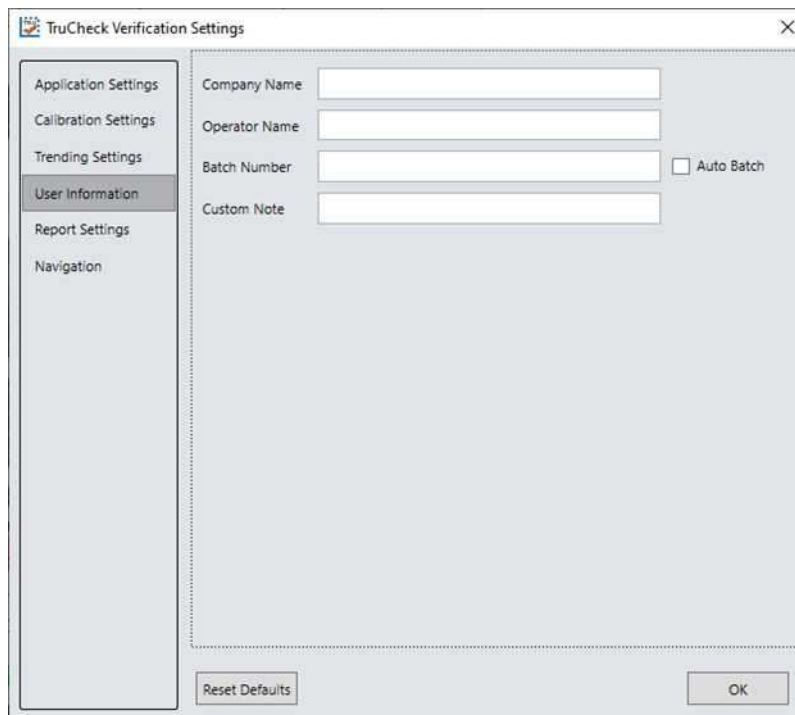 TruCheck Verification Settings
Application Settings
Calibration Settings
Trending Settings
User Information
Report Settings
Navigation
Company Name
Operator Name
Batch Number
Auto Batch
Custom Note
Reset Defaults
OK